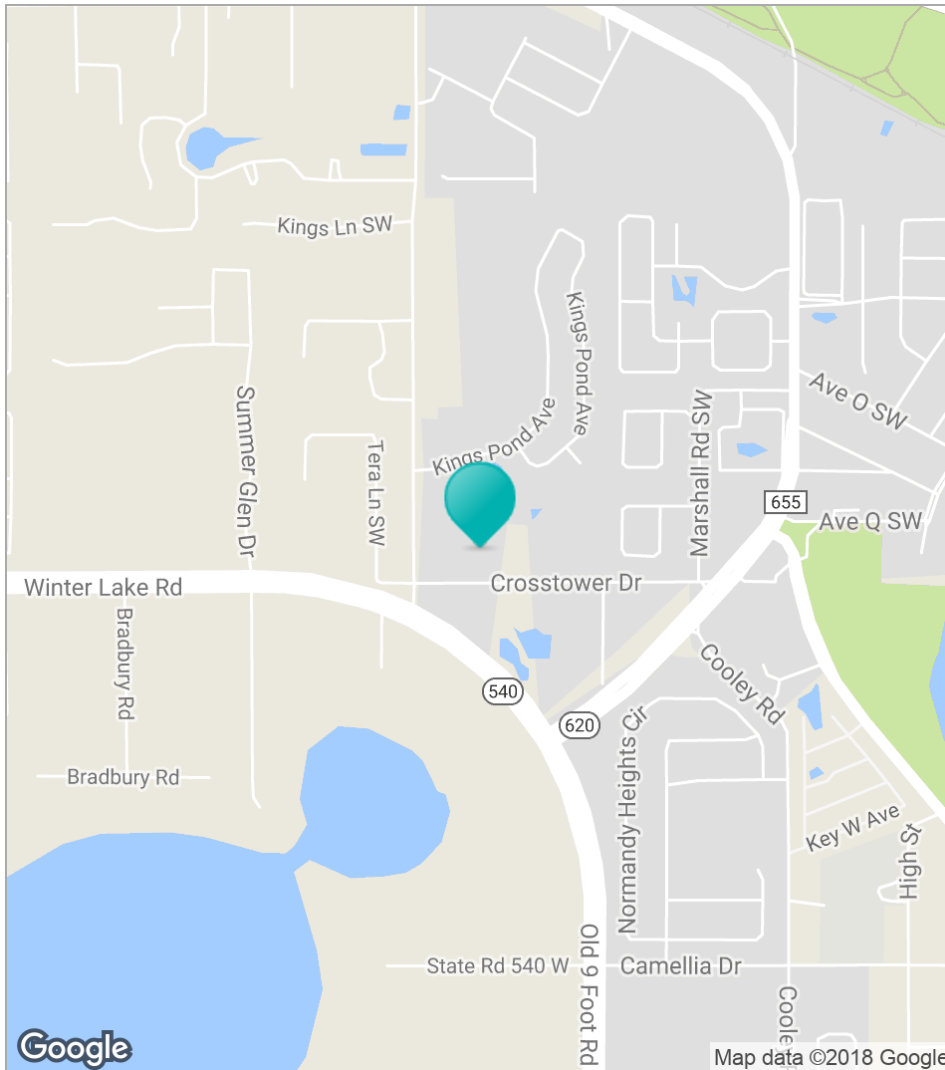 Kings Ln SW
Kings Pond Ave
Ave O SW
Summer Glen Dr
Kings Pond Ave
Marshall Rd SW
Tera Ln SW
655
Ave Q SW
Winter Lake Rd
Crosstower Dr
Bradbury Rd
Cooley Rd
540
620
Normandy Heights Cir
Bradbury Rd
Key W Ave
High St
Old 9 Foot Rd
State Rd 540 W
Camellia Dr
Cooley
Google
Map data ©2018 Google